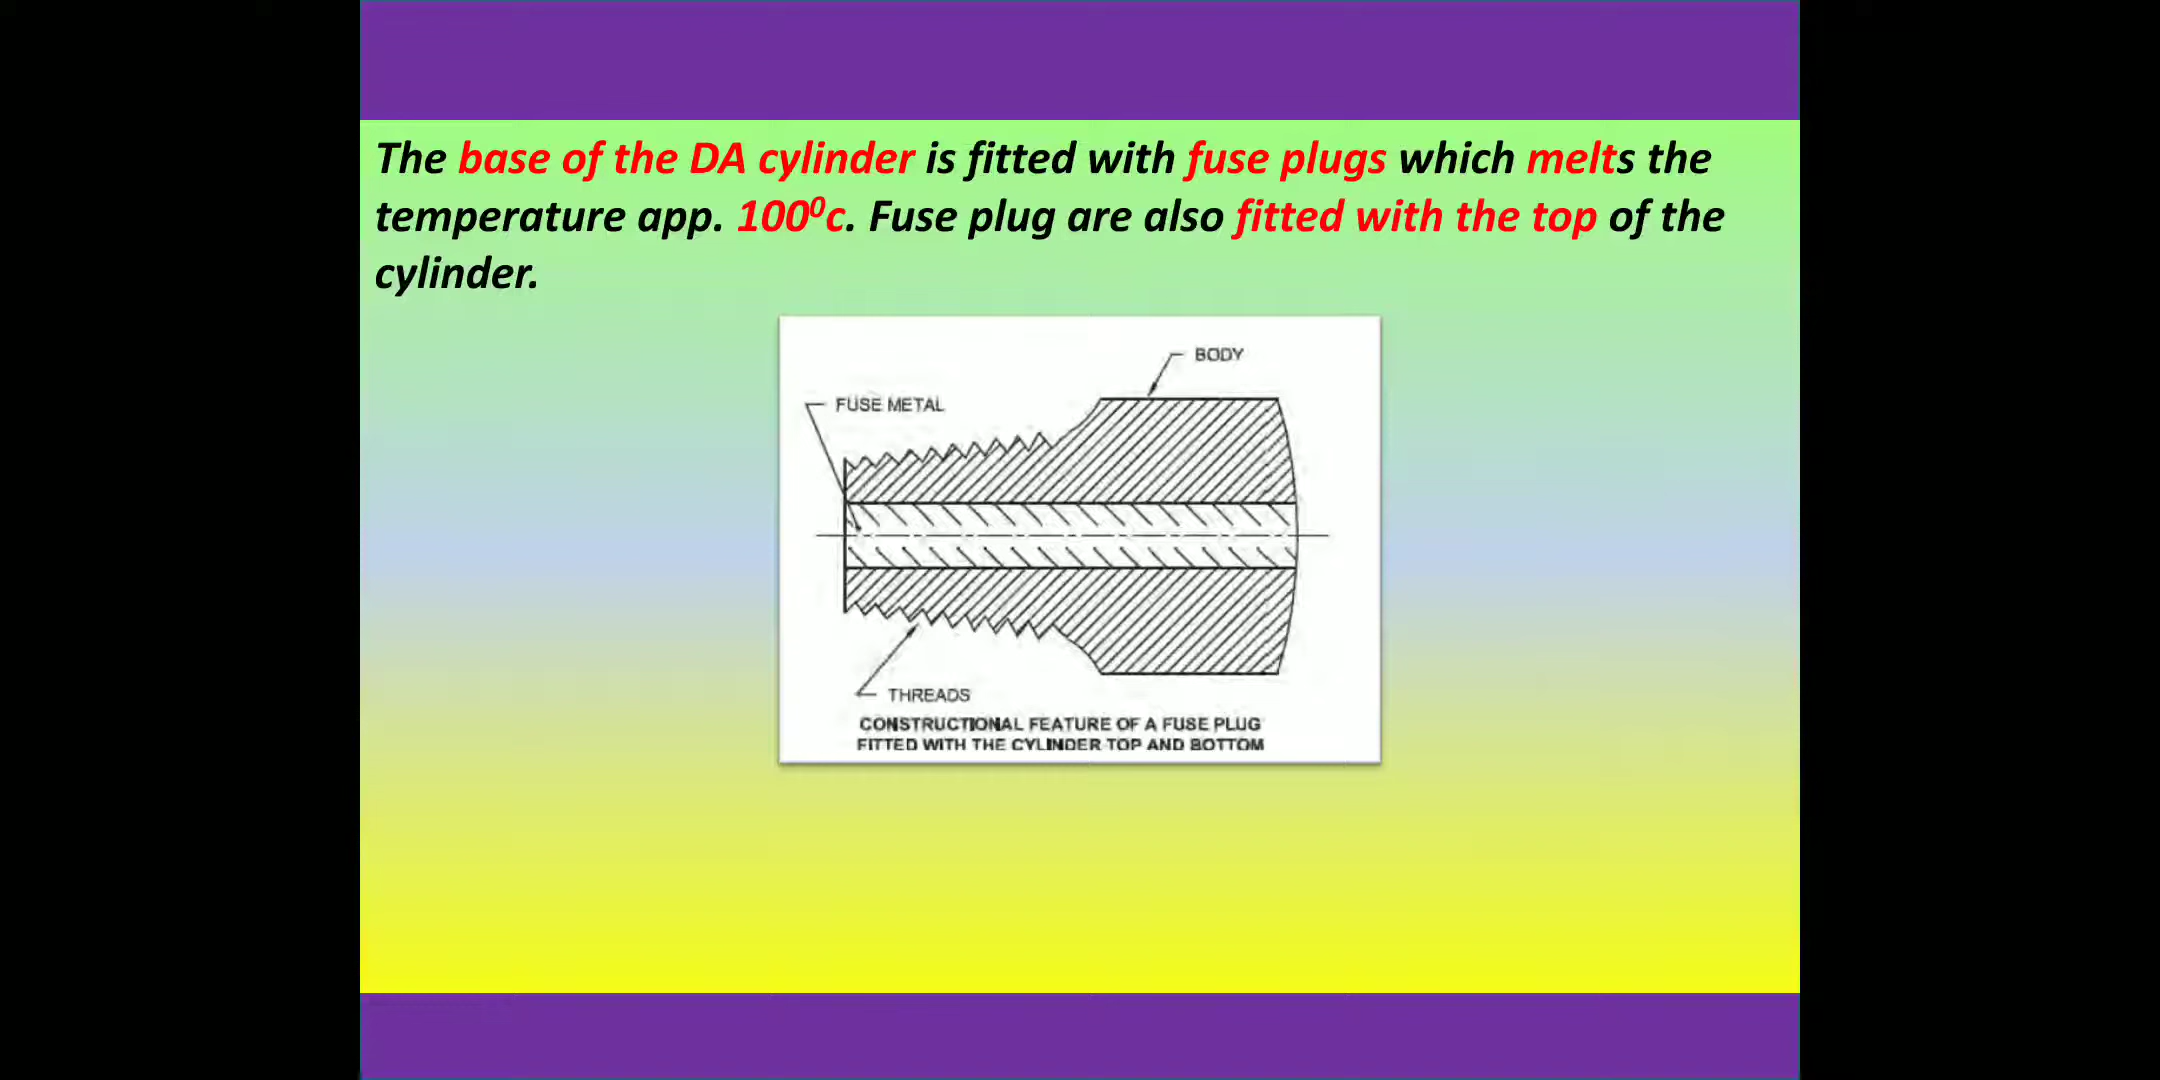 The base of the DA cylinder is fitted with fuse plugs which melts the
temperature app. 100⁰c. Fuse plug are also fitted with the top of the
cylinder.
BODY
FUSE METAL
THREADS
CONSTRUCTIONAL FEATURE OF A FUSE PLUG
FITTED WITH THE CYLINDER TOP AND BOTTOM